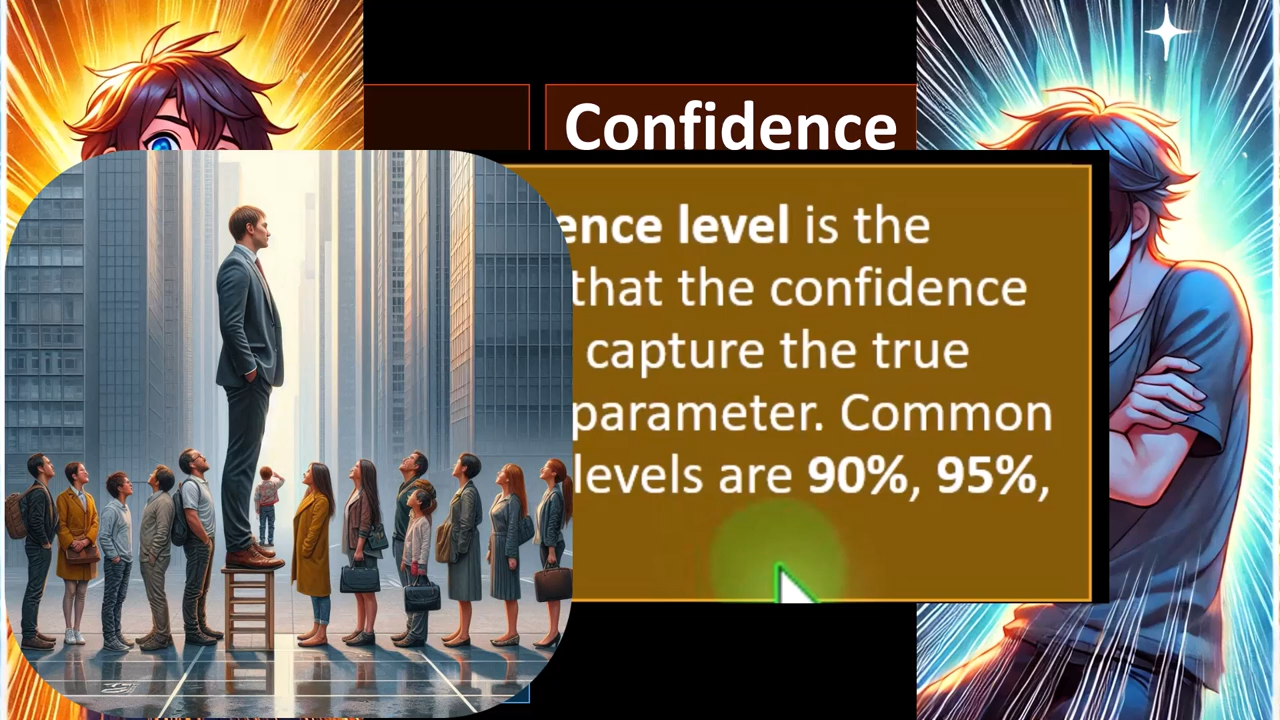 Confidence
ence level is the
that the confidence
capture the true
parameter. Common
levels are 90%, 95%,